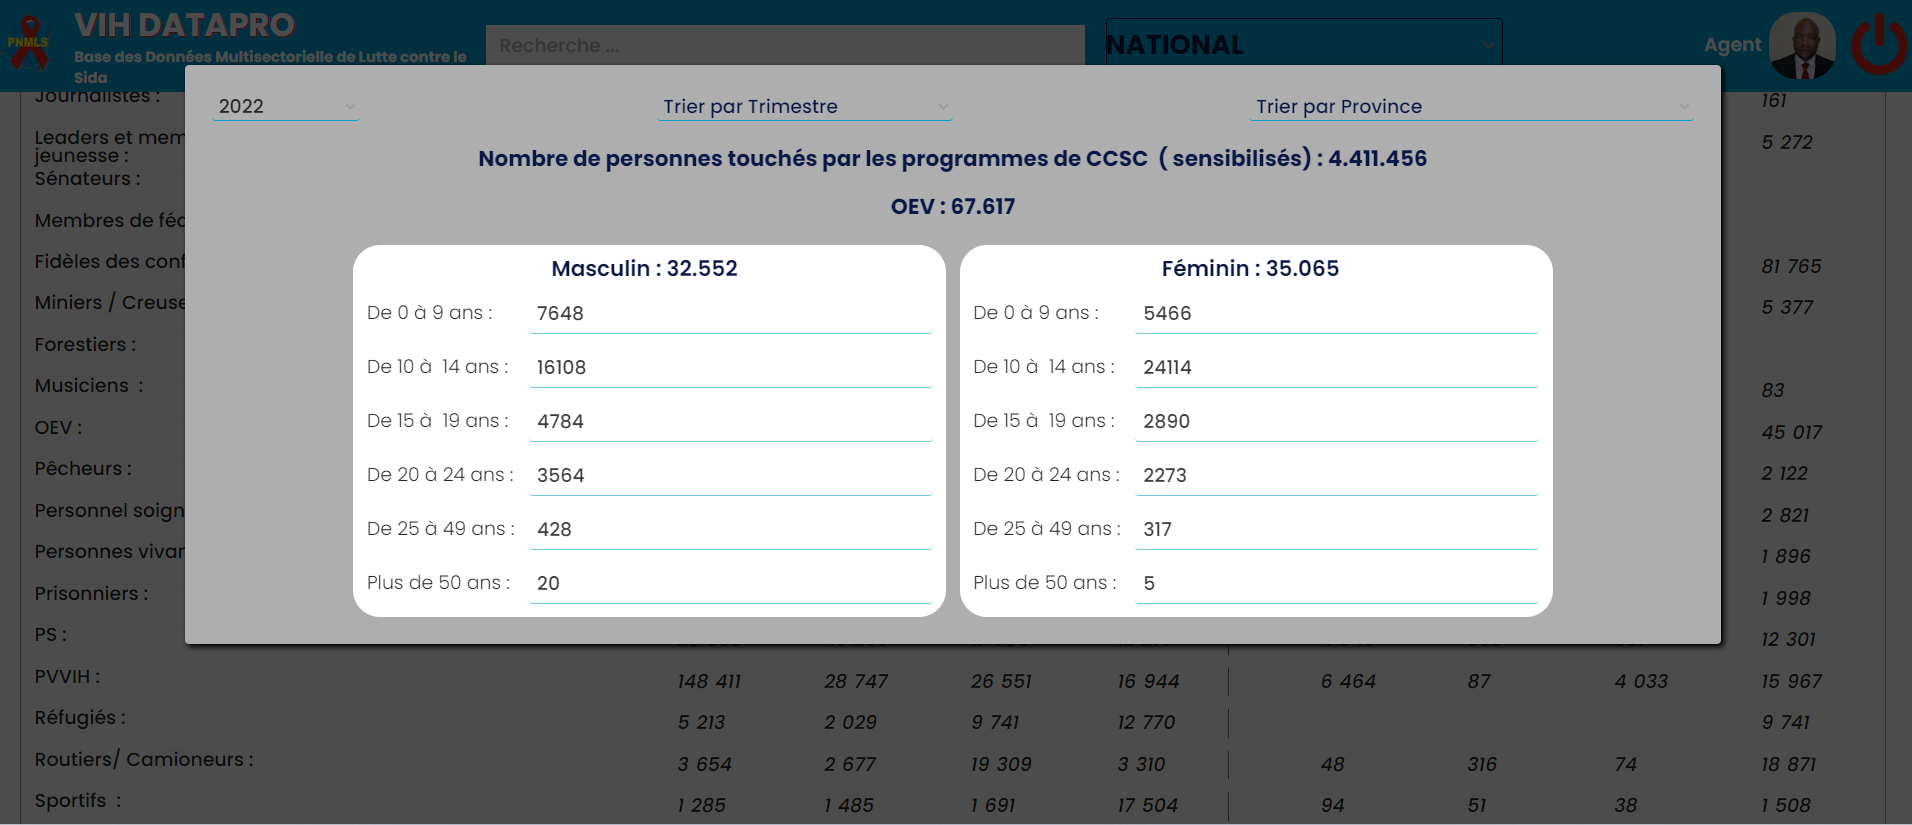 PNMLS
VIH DATAPRO
Base des Données Multisectorielle de Lutte contre le
Sida
Recherche ...
NATIONAL
Agent
2022
Trier par Trimestre
Trier par Province
Nombre de personnes touchés par les programmes de CCSC ( sensibilisés) : 4.411.456
OEV : 67.617
Masculin : 32.552
De 0 à 9 ans : 7648
De 10 à 14 ans : 16108
De 15 à 19 ans : 4784
De 20 à 24 ans : 3564
De 25 à 49 ans : 428
Plus de 50 ans : 20
Féminin : 35.065
De 0 à 9 ans : 5466
De 10 à 14 ans : 24114
De 15 à 19 ans : 2890
De 20 à 24 ans : 2273
De 25 à 49 ans : 317
Plus de 50 ans : 5
Journalistes : 161
Leaders et mem 5 272
jeunesse :
Sénateurs :
Membres de féd
Fidèles des conf 81 765
Miniers / Creuse 5 377
Forestiers :
Musiciens : 83
OEV : 45 017
Pêcheurs : 2 122
Personnel soign 2 821
Personnes vivan 1 896
Prisonniers : 1 998
PS : 12 301
PVVIH : 148 411 28 747 26 551 16 944 6 464 87 4 033 15 967
Réfugiés : 5 213 2 029 9 741 12 770 9 741
Routiers/ Camioneurs : 3 654 2 677 19 309 3 310 48 316 74 18 871
Sportifs : 1 285 1 485 1 691 17 504 94 51 38 1 508